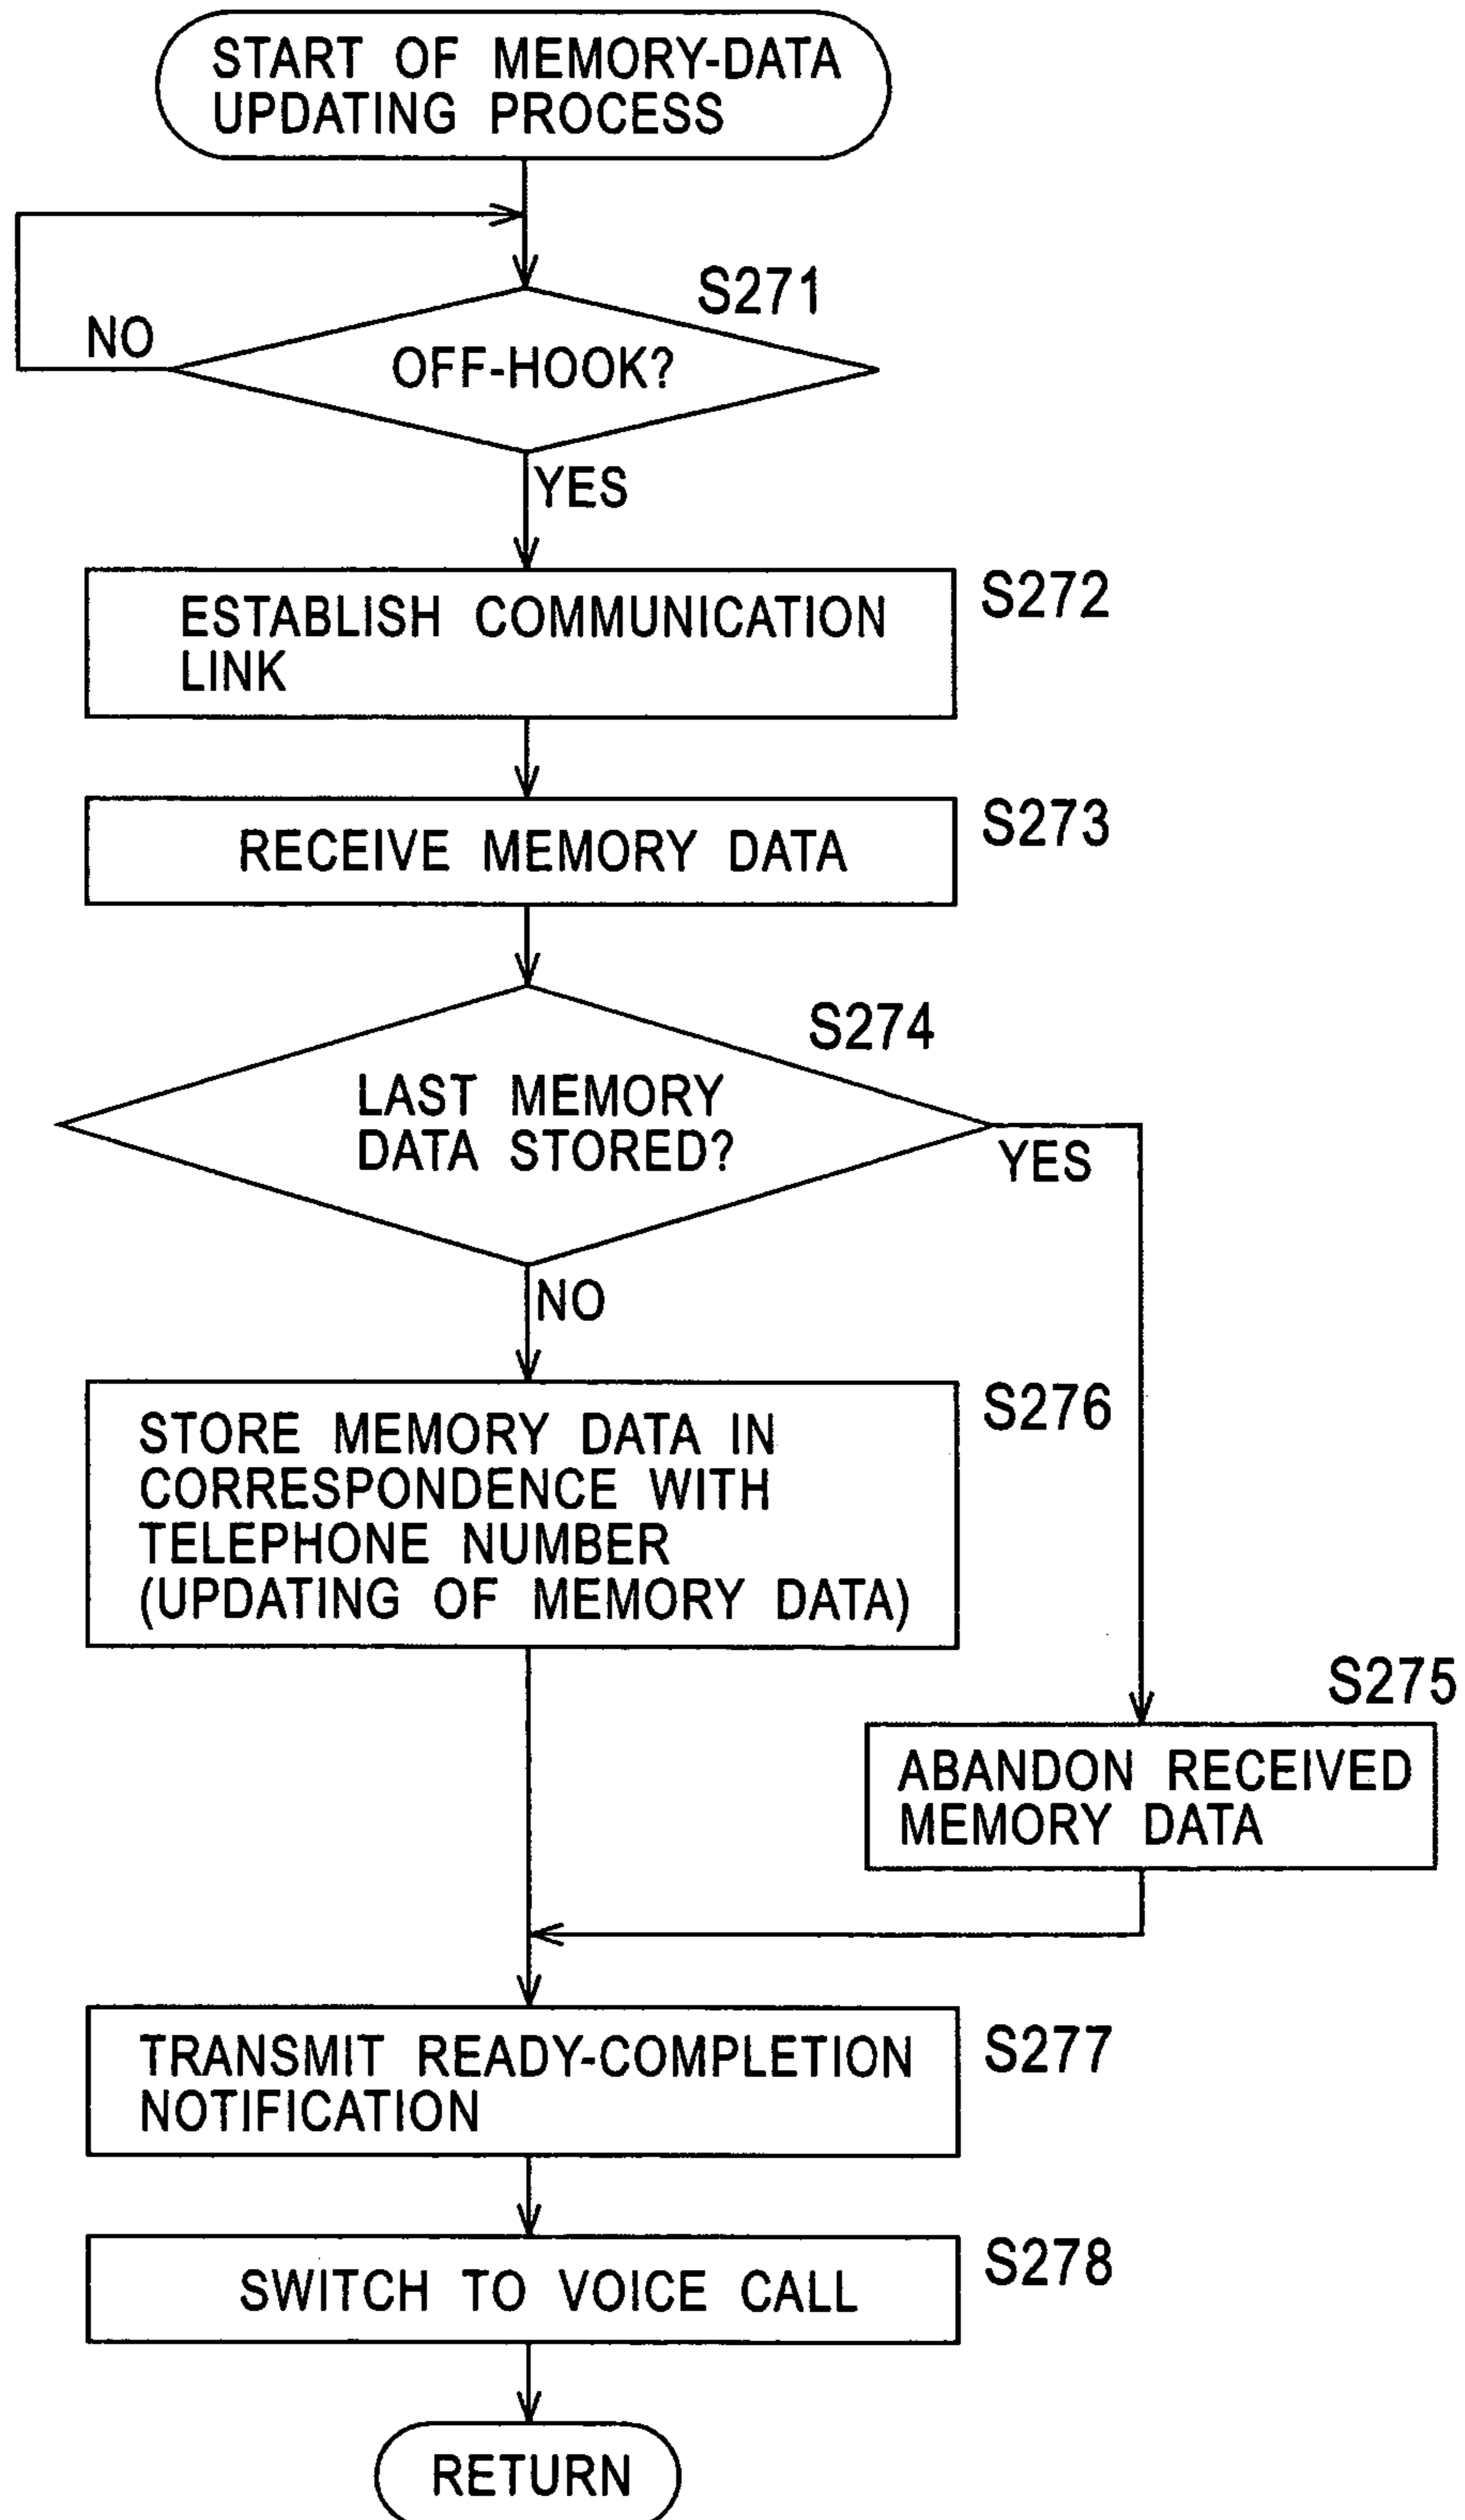 START OF MEMORY-DATA
UPDATING PROCESS
S271
NO
OFF-HOOK?
YES
S272
ESTABLISH COMMUNICATION
LINK
S273
RECEIVE MEMORY DATA
S274
LAST MEMORY
DATA STORED?
YES
NO
S276
STORE MEMORY DATA IN
CORRESPONDENCE WITH
TELEPHONE NUMBER
(UPDATING OF MEMORY DATA)
S275
ABANDON RECEIVED
MEMORY DATA
S277
TRANSMIT READY-COMPLETION
NOTIFICATION
S278
SWITCH TO VOICE CALL
RETURN